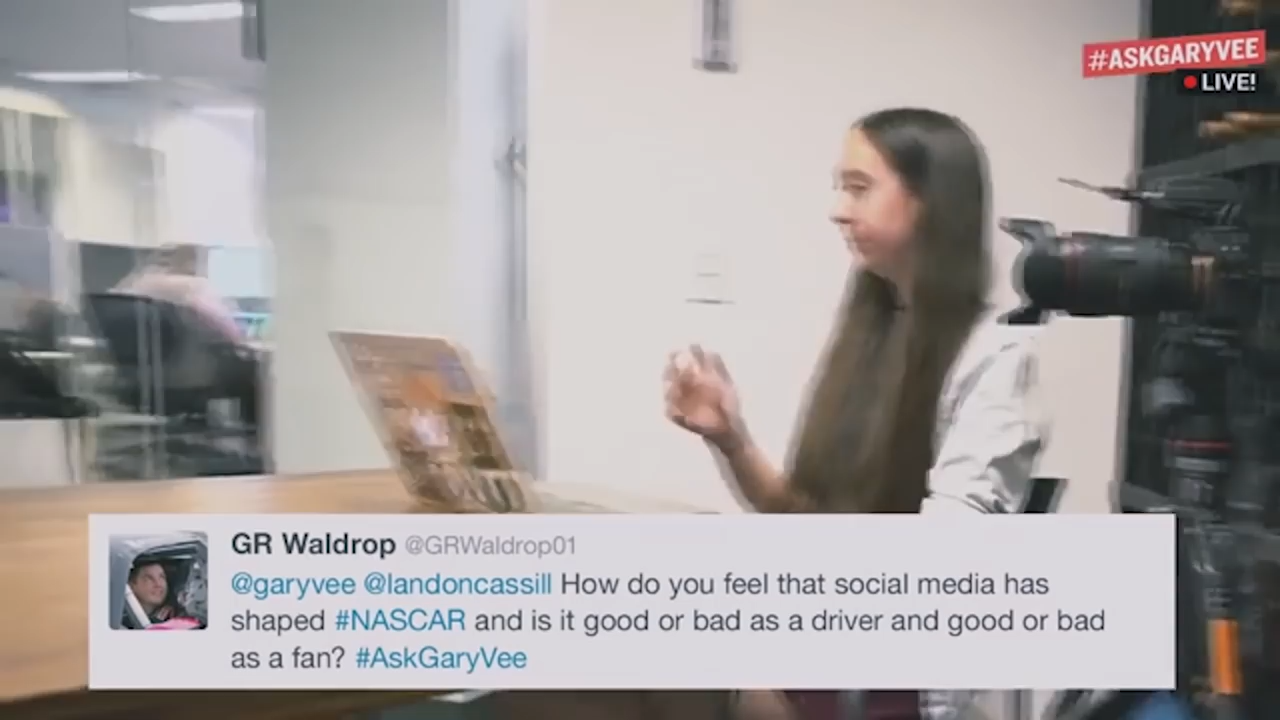 #ASKGARYVEE
LIVE!
GR Waldrop @GRWaldrop01
@garyvee @landoncassill How do you feel that social media has
shaped #NASCAR and is it good or bad as a driver and good or bad
as a fan? #AskGaryVee